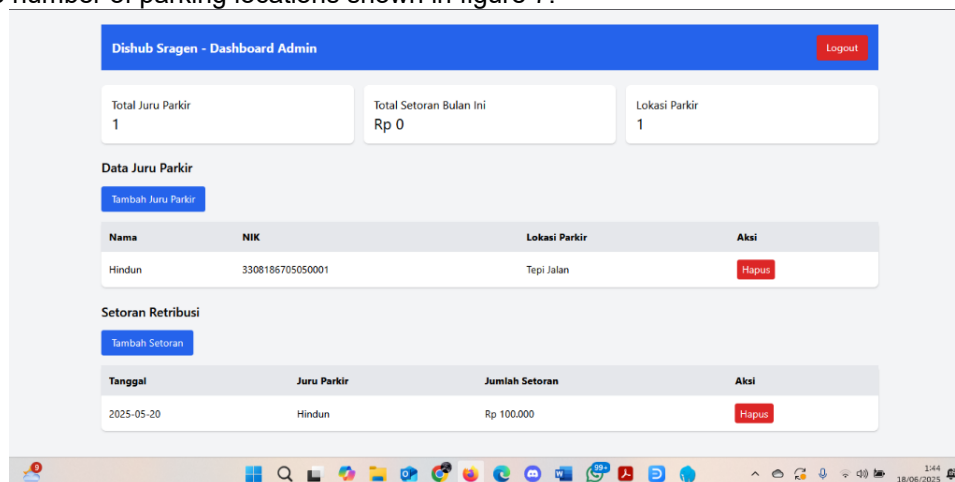 number of parking locations shown in figure 7.
Dishub Sragen - Dashboard Admin
Logout
Total Juru Parkir
1
Total Setoran Bulan Ini
Rp 0
Lokasi Parkir
1
Data Juru Parkir
Tambah Juru Parkir
Nama NIK Lokasi Parkir Aksi
Hindun 3308186705050001 Tepi Jalan Hapus
Setoran Retribusi
Tambah Setoran
Tanggal Juru Parkir Jumlah Setoran Aksi
2025-05-20 Hindun Rp 100.000 Hapus
9
99+
1:44
18/06/2025